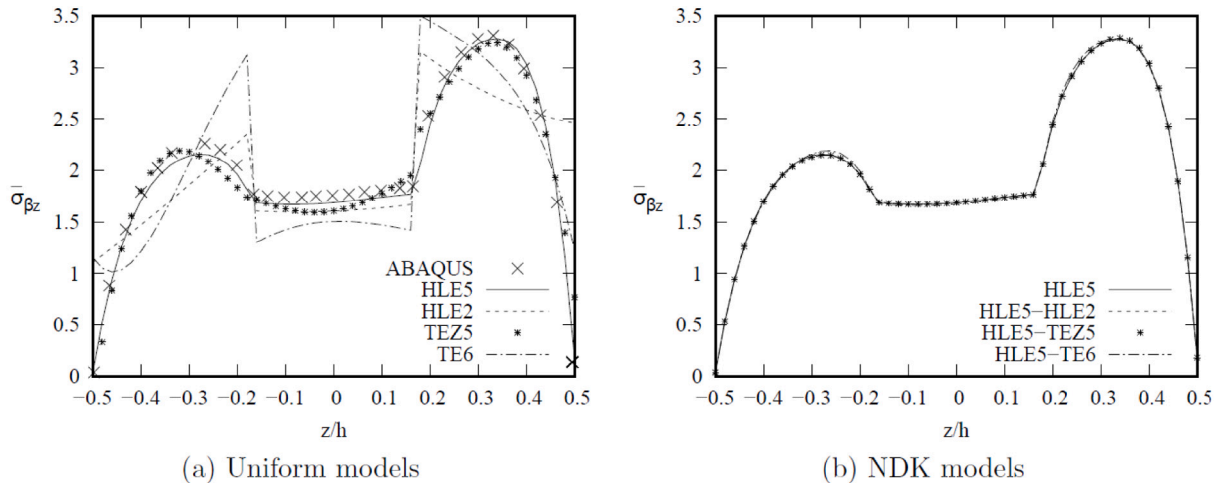 3.5
3
2.5
2
1.5
1
0.5
0
σ̅βz
−0.5 −0.4 −0.3 −0.2 −0.1 0 0.1 0.2 0.3 0.4 0.5
z/h
ABAQUS
HLE5
HLE2
TEZ5
TE6
(a) Uniform models
3.5
3
2.5
2
1.5
1
0.5
0
σ̅βz
−0.5 −0.4 −0.3 −0.2 −0.1 0 0.1 0.2 0.3 0.4 0.5
z/h
HLE5
HLE5−HLE2
HLE5−TEZ5
HLE5−TE6
(b) NDK models